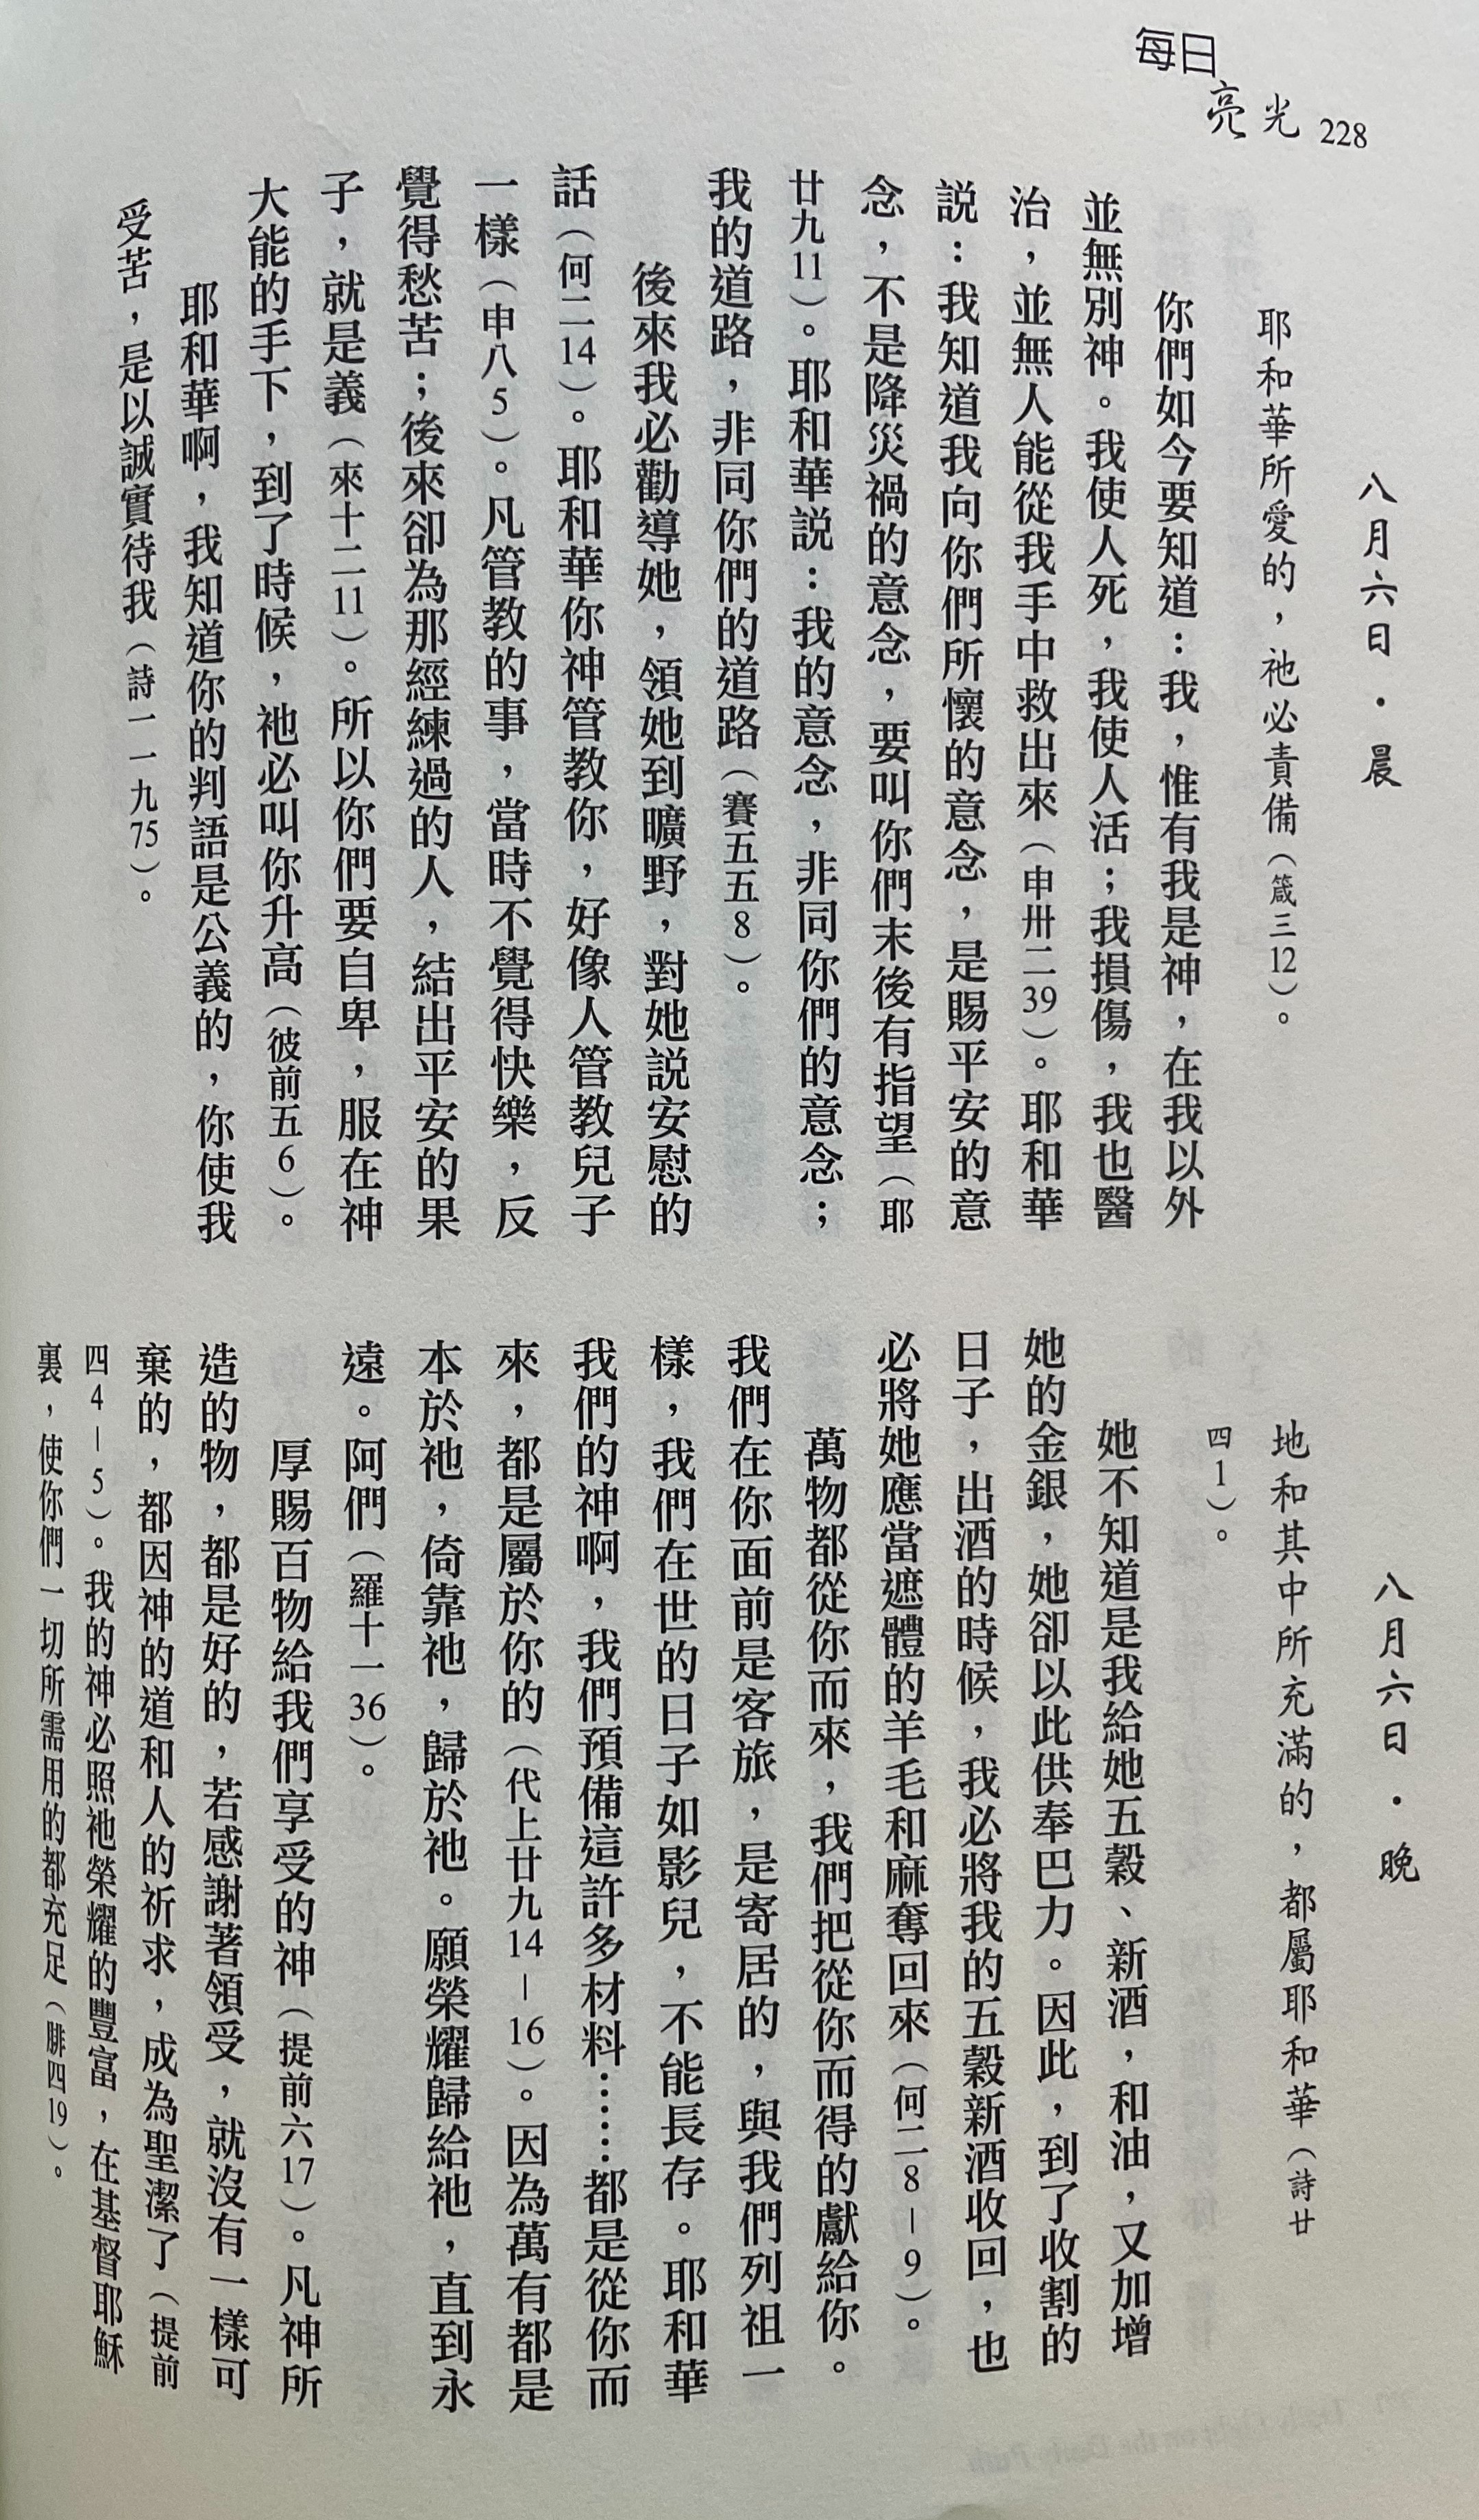 每日
亮光 228
八月六日・晨
耶和華所愛的，祂必責備（箴三12）。
你們如今要知道：我，惟有我是神，在我以外
並無別神。我使人死，我使人活；我損傷，我也醫
治，並無人能從我手中救出來（申卅二39）。耶和華
説：我知道我向你們所懷的意念，是賜平安的意
念，不是降災禍的意念，要叫你們末後有指望（耶
廿九11）。耶和華説：我的意念，非同你們的意念；
我的道路，非同你們的道路（賽五五8）。
後來我必勸導她，領她到曠野，對她説安慰的
話（何二14）。耶和華你神管教你，好像人管教兒子
一樣（申八5）。凡管教的事，當時不覺得快樂，反
覺得愁苦；後來卻為那經練過的人，結出平安的果
子，就是義（來十二11）。所以你們要自卑，服在神
大能的手下，到了時候，祂必叫你升高（彼前五6）。
耶和華啊，我知道你的判語是公義的，你使我
受苦，是以誠實待我（詩一一九75）。
八月六日・晚
地和其中所充滿的，都屬耶和華（詩廿
四1）。
她不知道是我給她五穀、新酒，和油，又加增
她的金銀，她卻以此供奉巴力。因此，到了收割的
日子，出酒的時候，我必將我的五穀新酒收回，也
必將她應當遮體的羊毛和麻奪回來（何二8－9）。
萬物都從你而來，我們把從你而得的獻給你。
我們在你面前是客旅，是寄居的，與我們列祖一
樣，我們在世的日子如影兒，不能長存。耶和華
我們的神啊，我們預備這許多材料……都是從你而
來，都是屬於你的（代上廿九14－16）。因為萬有都是
本於祂，倚靠祂，歸於祂。願榮耀歸給祂，直到永
遠。阿們（羅十一36）。
厚賜百物給我們享受的神（提前六17）。凡神所
造的物，都是好的，若感謝著領受，就沒有一樣可
棄的，都因神的道和人的祈求，成為聖潔了（提前
四4－5）。我的神必照祂榮耀的豐富，在基督耶穌
裏，使你們一切所需用的都充足（腓四19）。